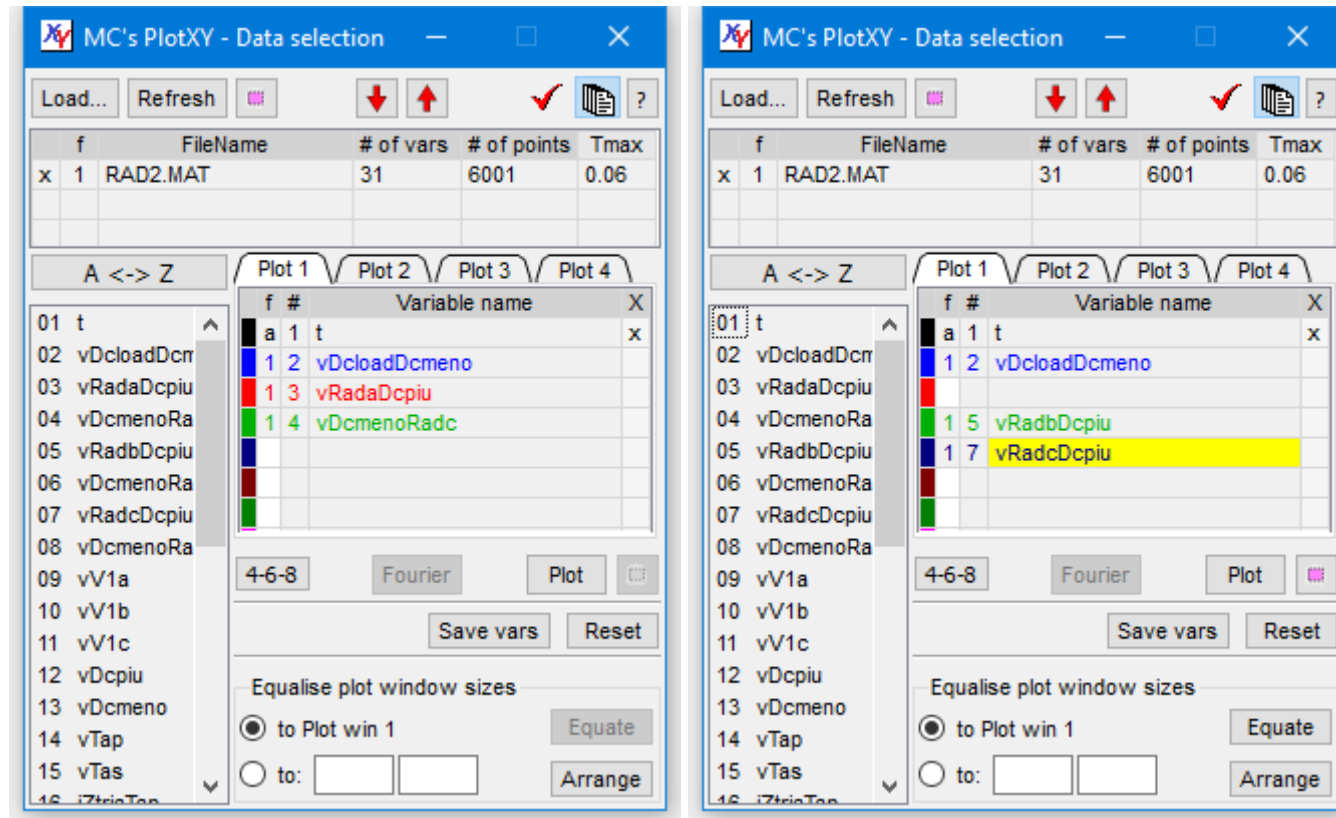 MC's PlotXY - Data selection
Load... Refresh ?
f FileName # of vars # of points Tmax
x 1 RAD2.MAT 31 6001 0.06
A <-> Z Plot 1 Plot 2 Plot 3 Plot 4
f # Variable name X
01 t
a 1 t x
02 vDcloadDcm
1 2 vDcloadDcmeno
03 vRadaDcpiu
1 3 vRadaDcpiu
04 vDcmenoRa
1 4 vDcmenoRadc
05 vRadbDcpiu
06 vDcmenoRa
07 vRadcDcpiu
08 vDcmenoRa
09 vV1a
10 vV1b
11 vV1c
12 vDcpiu
13 vDcmeno
14 vTap
15 vTas
16 iZtrioTap
4-6-8 Fourier Plot
Save vars Reset
Equalise plot window sizes
to Plot win 1 Equate
to: Arrange
MC's PlotXY - Data selection
Load... Refresh ?
f FileName # of vars # of points Tmax
x 1 RAD2.MAT 31 6001 0.06
A <-> Z Plot 1 Plot 2 Plot 3 Plot 4
f # Variable name X
01 t
a 1 t x
02 vDcloadDcm
1 2 vDcloadDcmeno
03 vRadaDcpiu
04 vDcmenoRa
1 5 vRadbDcpiu
05 vRadbDcpiu
1 7 vRadcDcpiu
06 vDcmenoRa
07 vRadcDcpiu
08 vDcmenoRa
09 vV1a
10 vV1b
11 vV1c
12 vDcpiu
13 vDcmeno
14 vTap
15 vTas
4-6-8 Fourier Plot
Save vars Reset
Equalise plot window sizes
to Plot win 1 Equate
to: Arrange